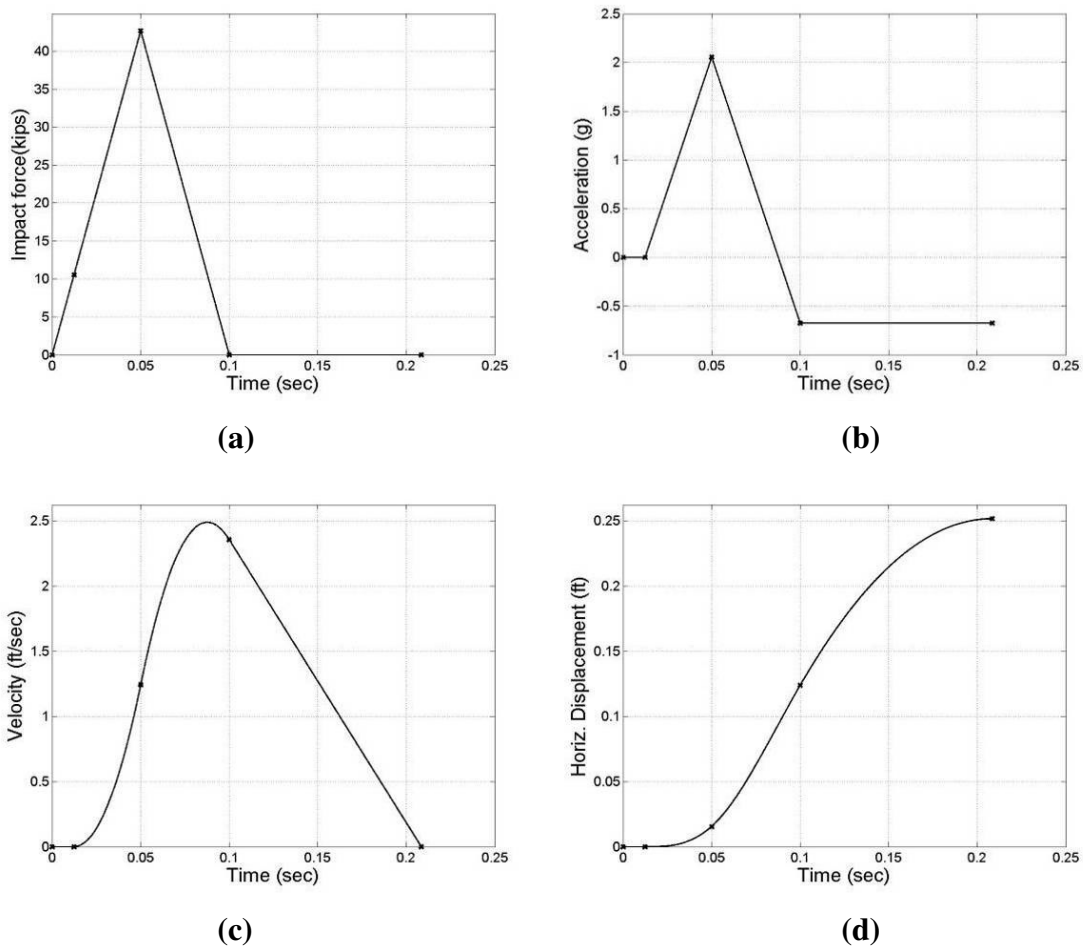 40
35
30
25
20
15
10
5
0
Impact force(kips)
0 0.05 0.1 0.15 0.2 0.25
Time (sec)
(a)
2.5
2
1.5
1
0.5
0
-0.5
-1
Acceleration (g)
0 0.05 0.1 0.15 0.2 0.25
Time (sec)
(b)
2.5
2
1.5
1
0.5
0
Velocity (ft/sec)
0 0.05 0.1 0.15 0.2 0.25
Time (sec)
(c)
0.25
0.2
0.15
0.1
0.05
0
Horiz. Displacement (ft)
0 0.05 0.1 0.15 0.2 0.25
Time (sec)
(d)